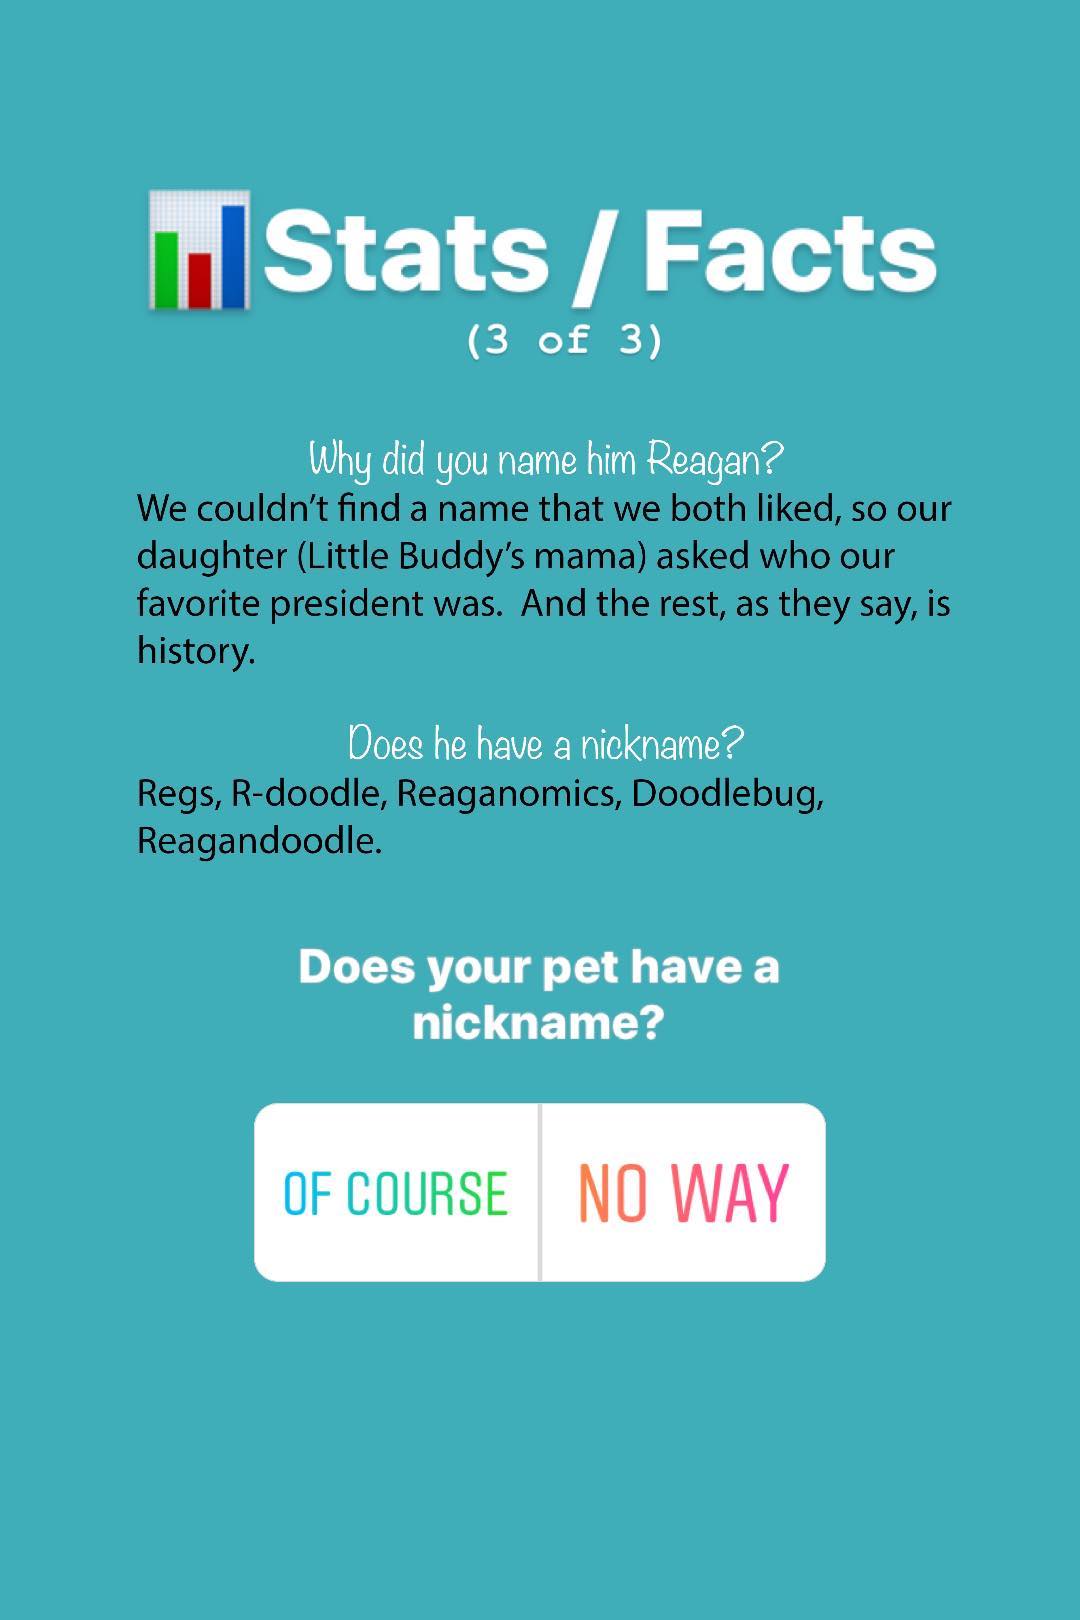 Stats / Facts
(3 of 3)
Why did you name him Reagan?
We couldn’t find a name that we both liked, so our
daughter (Little Buddy’s mama) asked who our
favorite president was.  And the rest, as they say, is
history.
Does he have a nickname?
Regs, R-doodle, Reaganomics, Doodlebug,
Reagandoodle.
Does your pet have a
nickname?
OF COURSE NO WAY